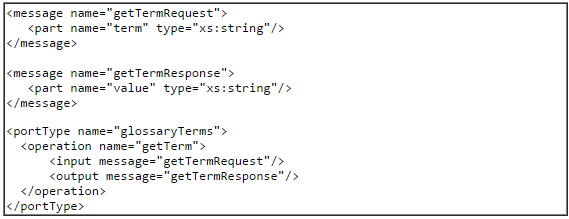 <message name="getTermRequest">
   <part name="term" type="xs:string"/>
</message>

<message name="getTermResponse">
   <part name="value" type="xs:string"/>
</message>

<portType name="glossaryTerms">
  <operation name="getTerm">
      <input message="getTermRequest"/>
      <output message="getTermResponse"/>
  </operation>
</portType>